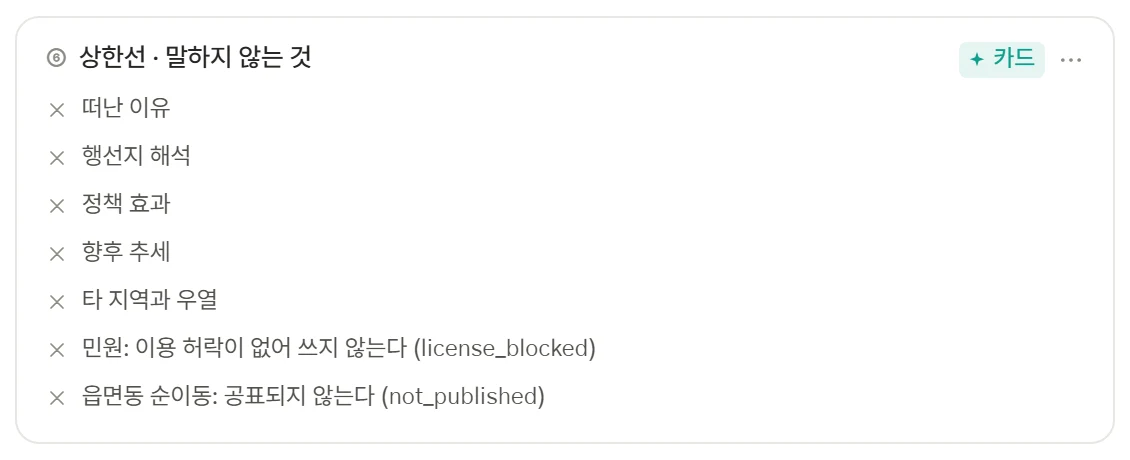 ⑥ 상한선 · 말하지 않는 것
카드 ···
× 떠난 이유
× 행선지 해석
× 정책 효과
× 향후 추세
× 타 지역과 우열
× 민원: 이용 허락이 없어 쓰지 않는다 (license_blocked)
× 읍면동 순이동: 공표되지 않는다 (not_published)